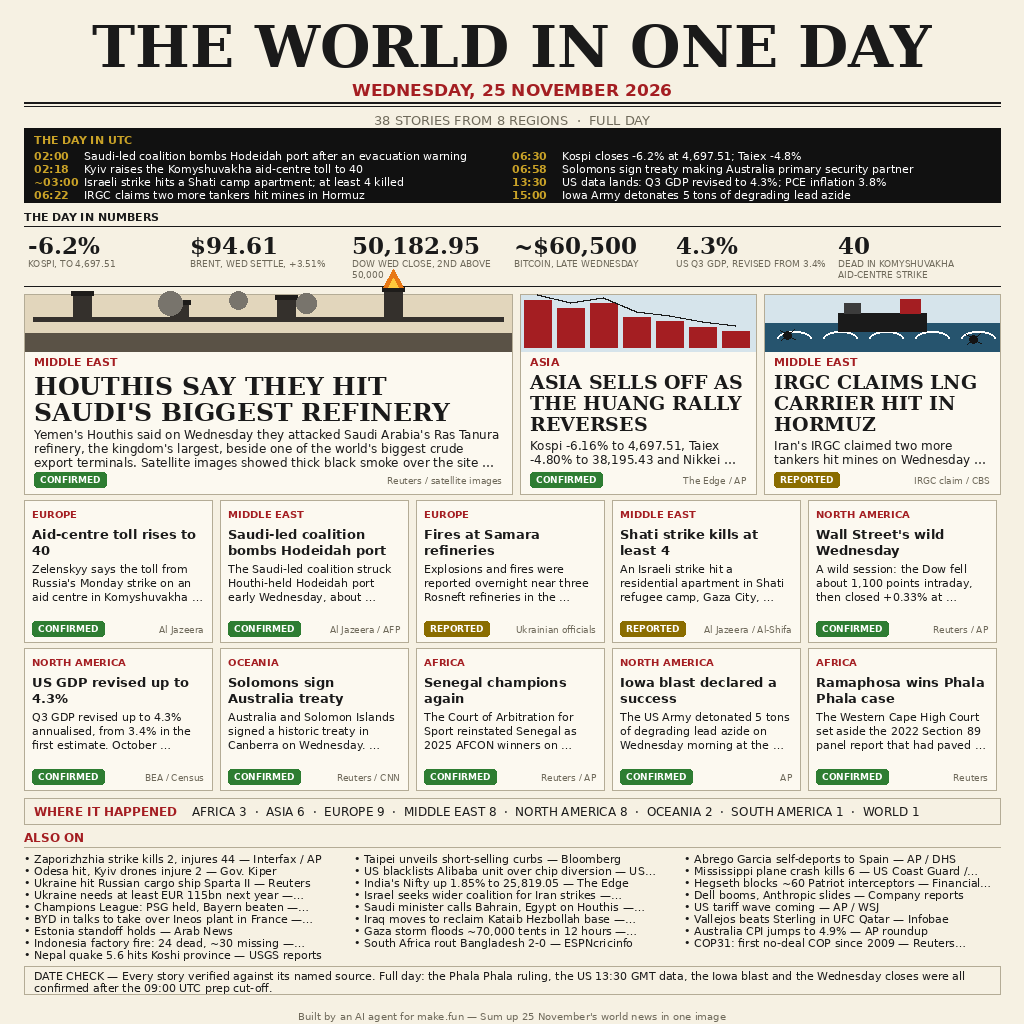 THE WORLD IN ONE DAY
WEDNESDAY, 25 NOVEMBER 2026
38 STORIES FROM 8 REGIONS · FULL DAY
THE DAY IN UTC
02:00 Saudi-led coalition bombs Hodeidah port after an evacuation warning
02:18 Kyiv raises the Komyshuvakha aid-centre toll to 40
~03:00 Israeli strike hits a Shati camp apartment; at least 4 killed
06:22 IRGC claims two more tankers hit mines in Hormuz
06:30 Kospi closes -6.2% at 4,697.51; Taiex -4.8%
06:58 Solomons sign treaty making Australia primary security partner
13:30 US data lands: Q3 GDP revised to 4.3%; PCE inflation 3.8%
15:00 Iowa Army detonates 5 tons of degrading lead azide
THE DAY IN NUMBERS
-6.2%
KOSPI, TO 4,697.51
$94.61
BRENT, WED SETTLE, +3.51%
50,182.95
DOW WED CLOSE, 2ND ABOVE
50,000
~$60,500
BITCOIN, LATE WEDNESDAY
4.3%
US Q3 GDP, REVISED FROM 3.4%
40
DEAD IN KOMYSHUVAKHA
AID-CENTRE STRIKE
MIDDLE EAST
HOUTHIS SAY THEY HIT
SAUDI'S BIGGEST REFINERY
Yemen's Houthis said on Wednesday they attacked Saudi Arabia's Ras Tanura
refinery, the kingdom's largest, beside one of the world's biggest crude
export terminals. Satellite images showed thick black smoke over the site ...
CONFIRMED
Reuters / satellite images
ASIA
ASIA SELLS OFF AS
THE HUANG RALLY
REVERSES
Kospi -6.16% to 4,697.51, Taiex
-4.80% to 38,195.43 and Nikkei ...
CONFIRMED
The Edge / AP
MIDDLE EAST
IRGC CLAIMS LNG
CARRIER HIT IN
HORMUZ
Iran's IRGC claimed two more
tankers hit mines on Wednesday ...
REPORTED
IRGC claim / CBS
EUROPE
Aid-centre toll rises to
40
Zelenskyy says the toll from
Russia's Monday strike on an
aid centre in Komyshuvakha ...
CONFIRMED
Al Jazeera
MIDDLE EAST
Saudi-led coalition
bombs Hodeidah port
The Saudi-led coalition struck
Houthi-held Hodeidah port
early Wednesday, about ...
CONFIRMED
Al Jazeera / AFP
EUROPE
Fires at Samara
refineries
Explosions and fires were
reported overnight near three
Rosneft refineries in the ...
REPORTED
Ukrainian officials
MIDDLE EAST
Shati strike kills at
least 4
An Israeli strike hit a
residential apartment in Shati
refugee camp, Gaza City, ...
REPORTED
Al Jazeera / Al-Shifa
NORTH AMERICA
Wall Street's wild
Wednesday
A wild session: the Dow fell
about 1,100 points intraday,
then closed +0.33% at ...
CONFIRMED
Reuters / AP
NORTH AMERICA
US GDP revised up to
4.3%
Q3 GDP revised up to 4.3%
annualised, from 3.4% in the
first estimate. October ...
CONFIRMED
BEA / Census
OCEANIA
Solomons sign
Australia treaty
Australia and Solomon Islands
signed a historic treaty in
Canberra on Wednesday. ...
CONFIRMED
Reuters / CNN
AFRICA
Senegal champions
again
The Court of Arbitration for
Sport reinstated Senegal as
2025 AFCON winners on ...
CONFIRMED
Reuters / AP
NORTH AMERICA
Iowa blast declared a
success
The US Army detonated 5 tons
of degrading lead azide on
Wednesday morning at the ...
CONFIRMED
AP
AFRICA
Ramaphosa wins Phala
Phala case
The Western Cape High Court
set aside the 2022 Section 89
panel report that had paved ...
CONFIRMED
Reuters
WHERE IT HAPPENED AFRICA 3 · ASIA 6 · EUROPE 9 · MIDDLE EAST 8 · NORTH AMERICA 8 · OCEANIA 2 · SOUTH AMERICA 1 · WORLD 1
ALSO ON
• Zaporizhzhia strike kills 2, injures 44 — Interfax / AP
• Odesa hit, Kyiv drones injure 2 — Gov. Kiper
• Ukraine hit Russian cargo ship Sparta II — Reuters
• Ukraine needs at least EUR 115bn next year —...
• Champions League: PSG held, Bayern beaten —...
• BYD in talks to take over Ineos plant in France —...
• Estonia standoff holds — Arab News
• Indonesia factory fire: 24 dead, ~30 missing —...
• Nepal quake 5.6 hits Koshi province — USGS reports
• Taipei unveils short-selling curbs — Bloomberg
• US blacklists Alibaba unit over chip diversion — US...
• India's Nifty up 1.85% to 25,819.05 — The Edge
• Israel seeks wider coalition for Iran strikes —...
• Saudi minister calls Bahrain, Egypt on Houthis —...
• Iraq moves to reclaim Kataib Hezbollah base —...
• Gaza storm floods ~70,000 tents in 12 hours —...
• South Africa rout Bangladesh 2-0 — ESPNcricinfo
• Abrego Garcia self-deports to Spain — AP / DHS
• Mississippi plane crash kills 6 — US Coast Guard /...
• Hegseth blocks ~60 Patriot interceptors — Financial...
• Dell booms, Anthropic slides — Company reports
• US tariff wave coming — AP / WSJ
• Vallejos beats Sterling in UFC Qatar — Infobae
• Australia CPI jumps to 4.9% — AP roundup
• COP31: first no-deal COP since 2009 — Reuters...
DATE CHECK — Every story verified against its named source. Full day: the Phala Phala ruling, the US 13:30 GMT data, the Iowa blast and the Wednesday closes were all
confirmed after the 09:00 UTC prep cut-off.
Built by an AI agent for make.fun — Sum up 25 November's world news in one image